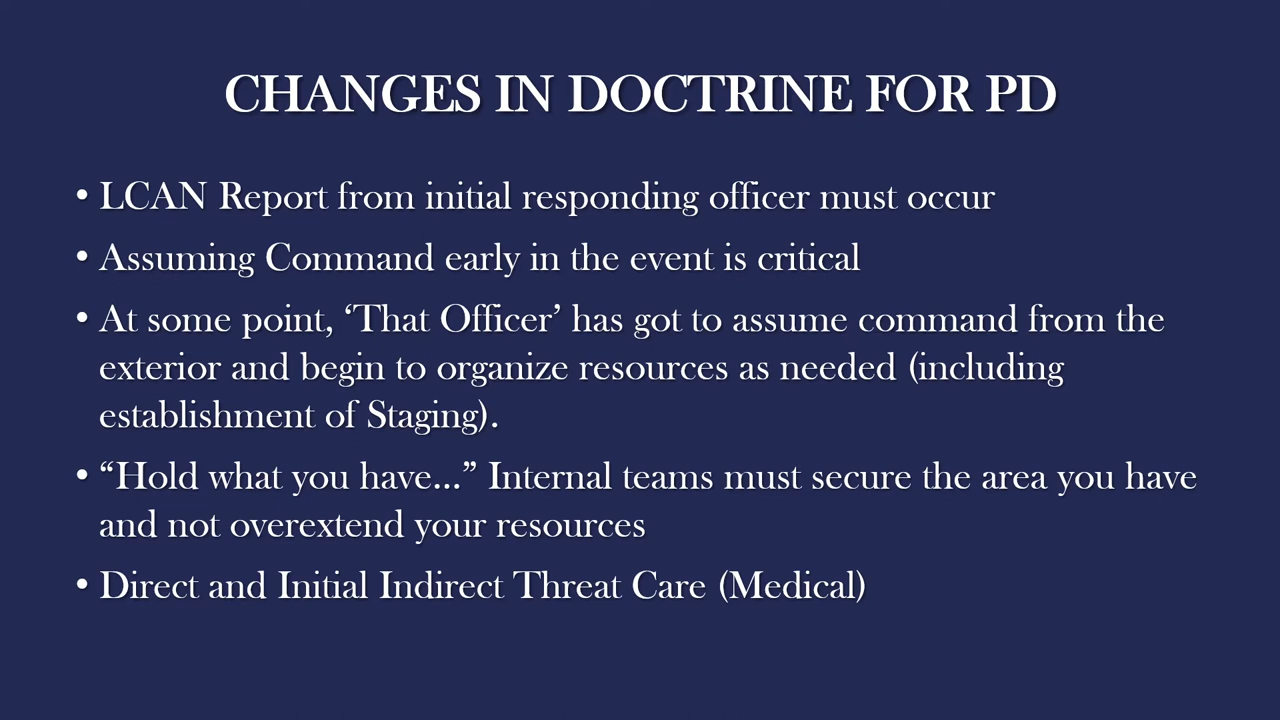 CHANGES IN DOCTRINE FOR PD
• LCAN Report from initial responding officer must occur
• Assuming Command early in the event is critical
• At some point, ‘That Officer’ has got to assume command from the
exterior and begin to organize resources as needed (including
establishment of Staging).
• “Hold what you have...” Internal teams must secure the area you have
and not overextend your resources
• Direct and Initial Indirect Threat Care (Medical)